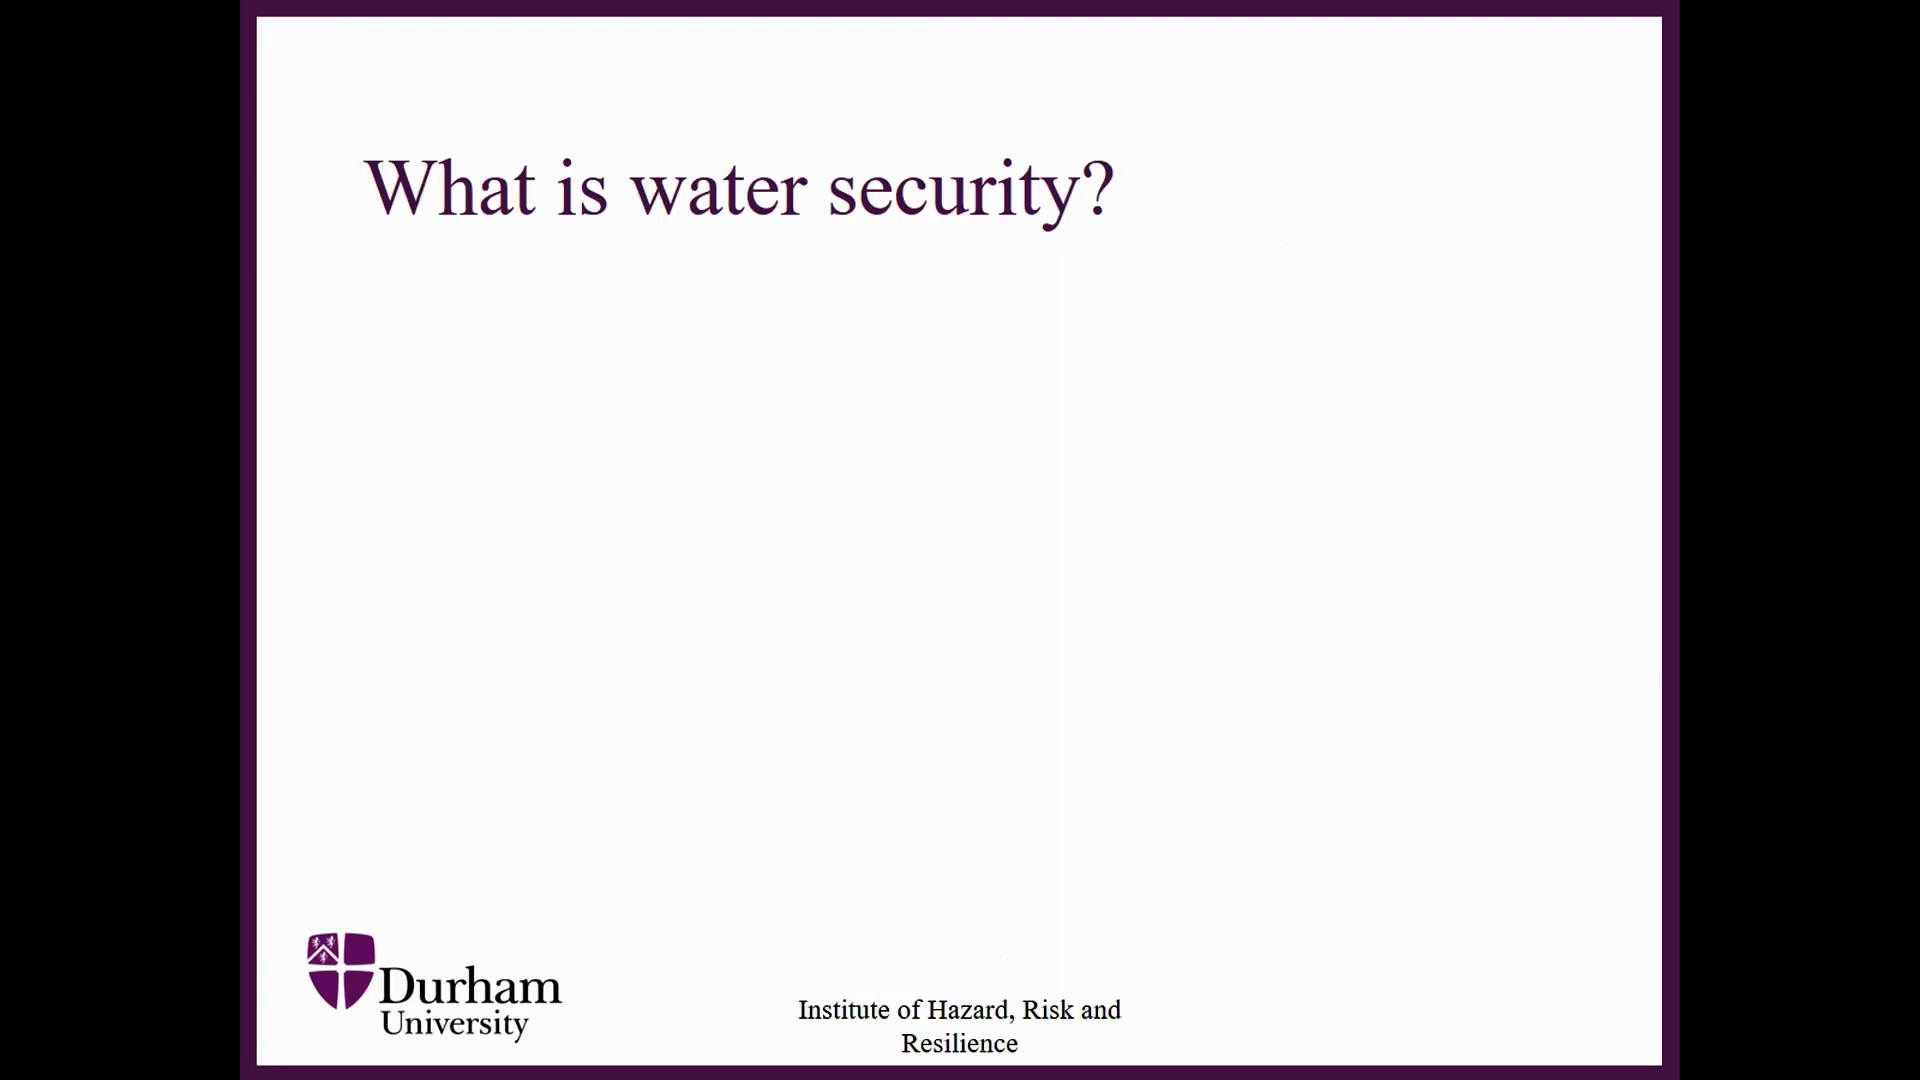 What is water security?
Durham
University
Institute of Hazard, Risk and
Resilience